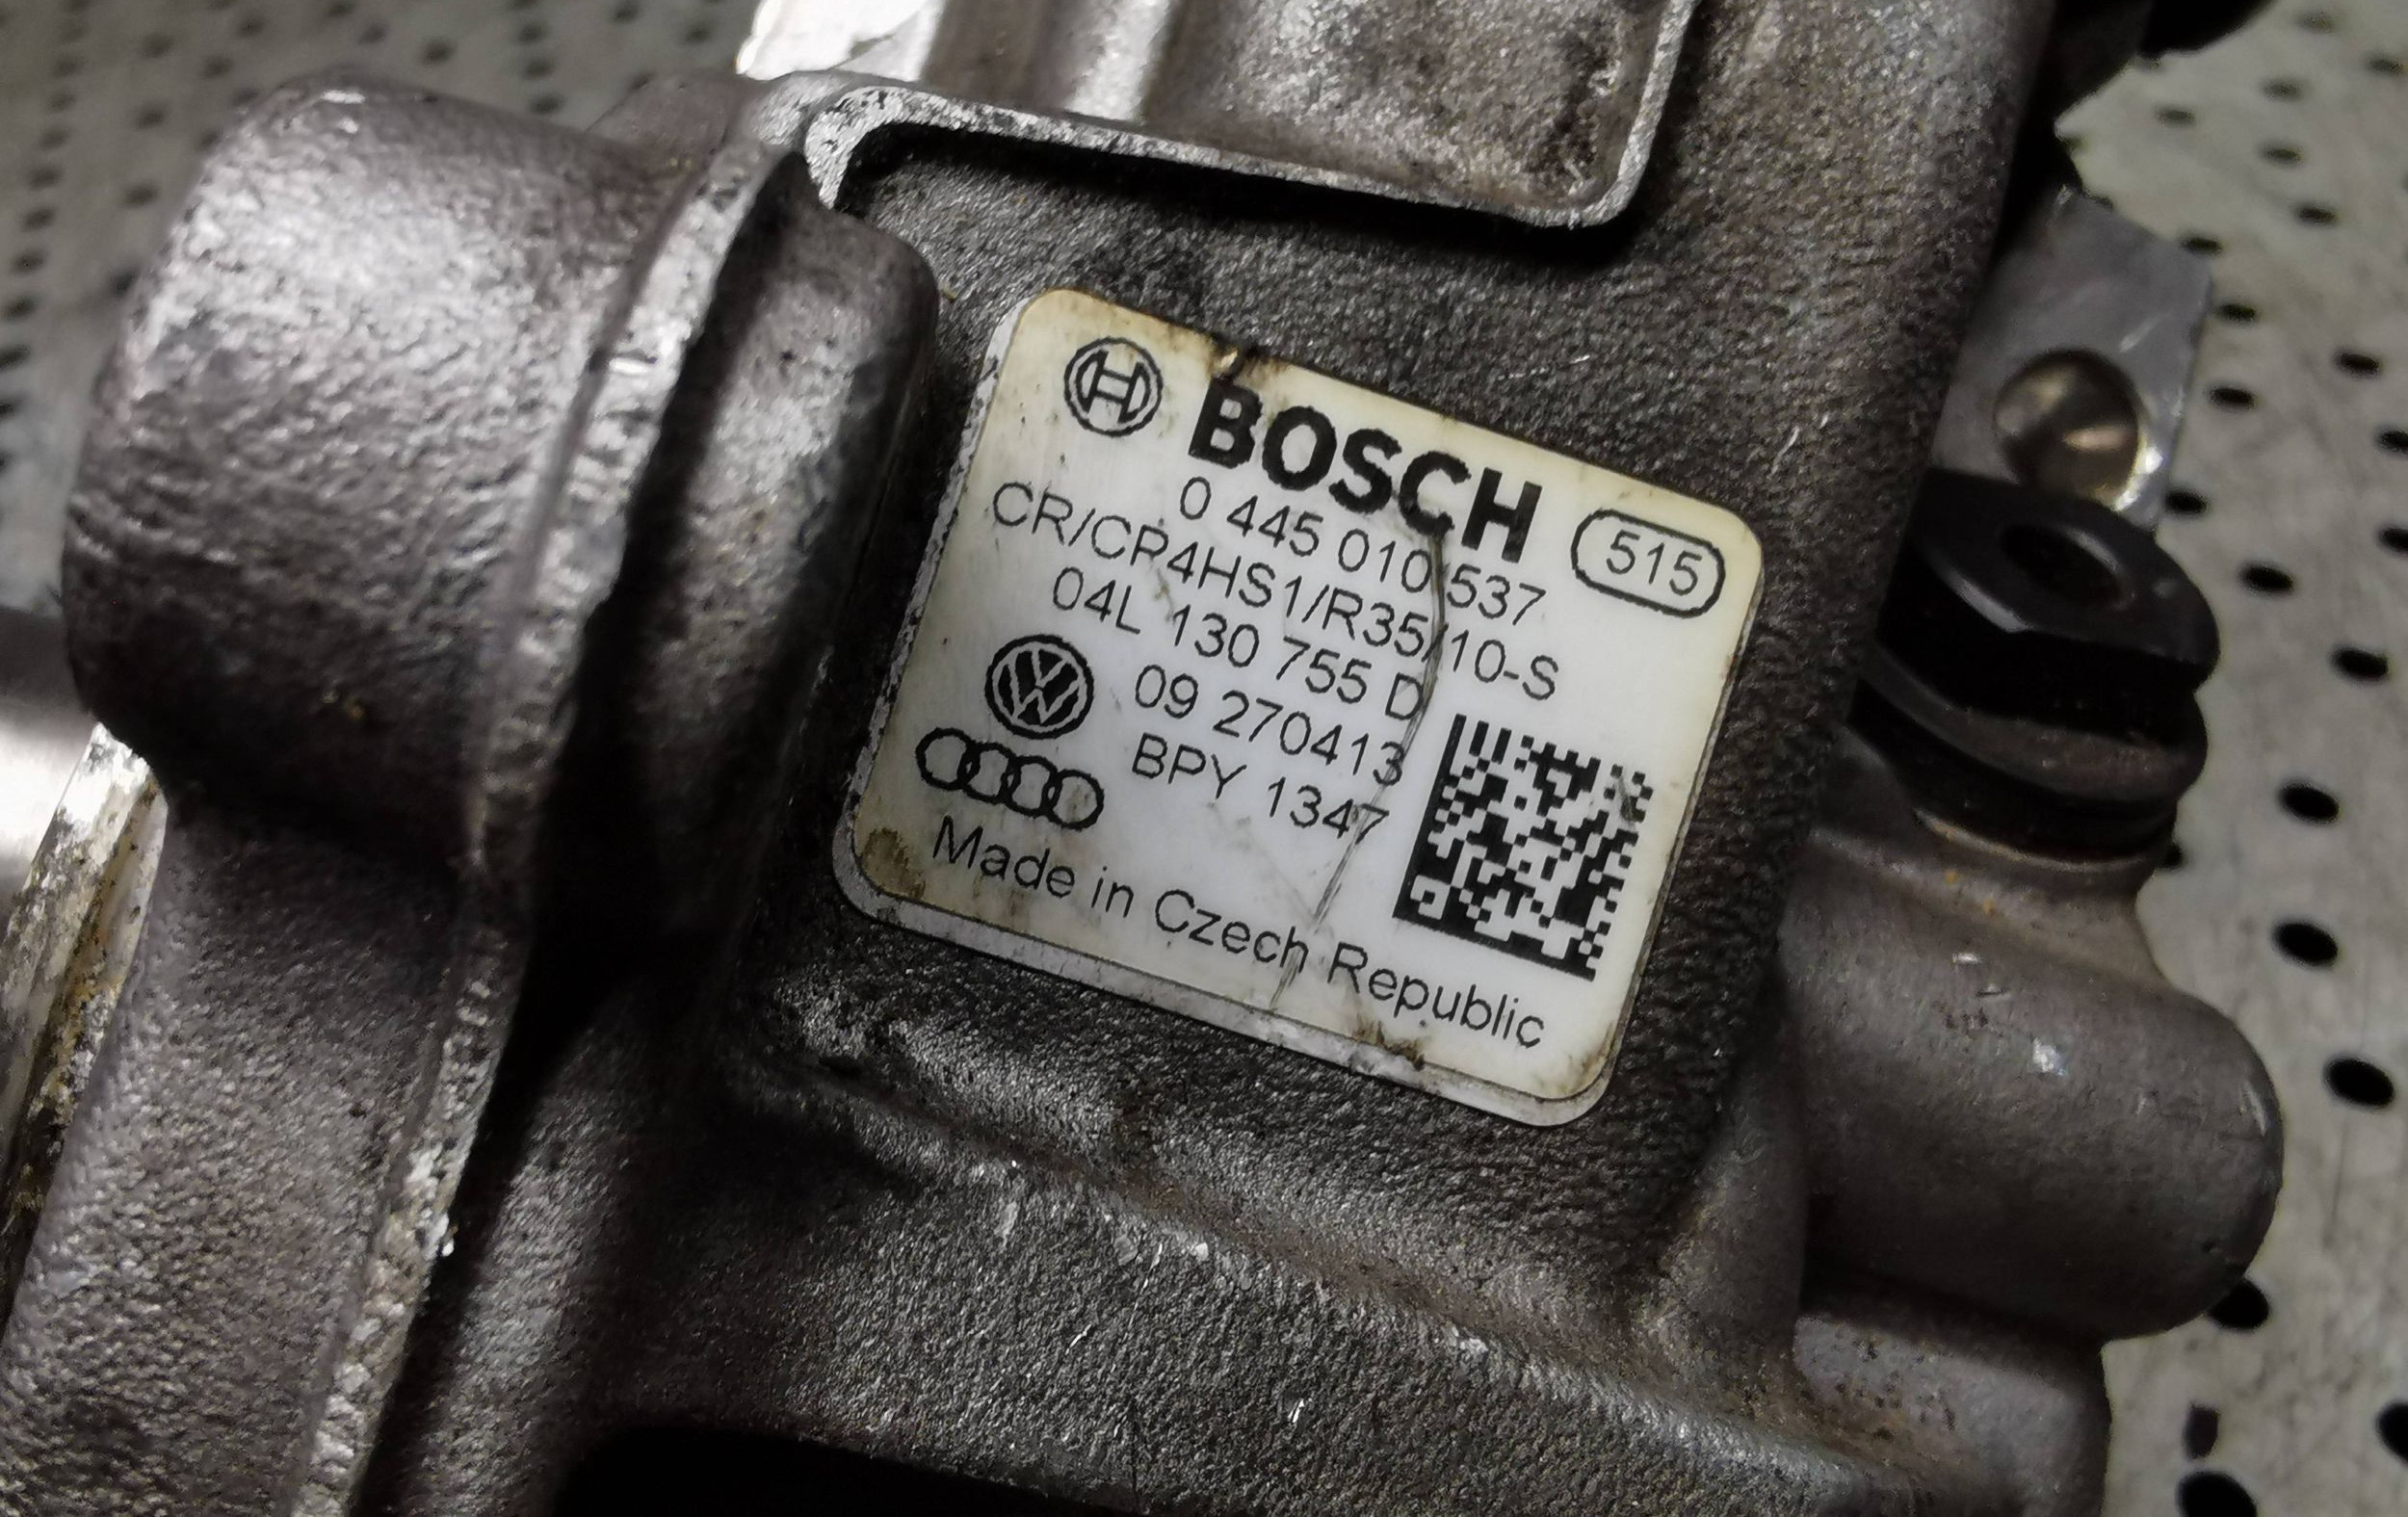 BOSCH
0 445 010 537 515
CR/CP4HS1/R35/10-S
04L 130 755 D
09 270413
BPY 1347
Made in Czech Republic